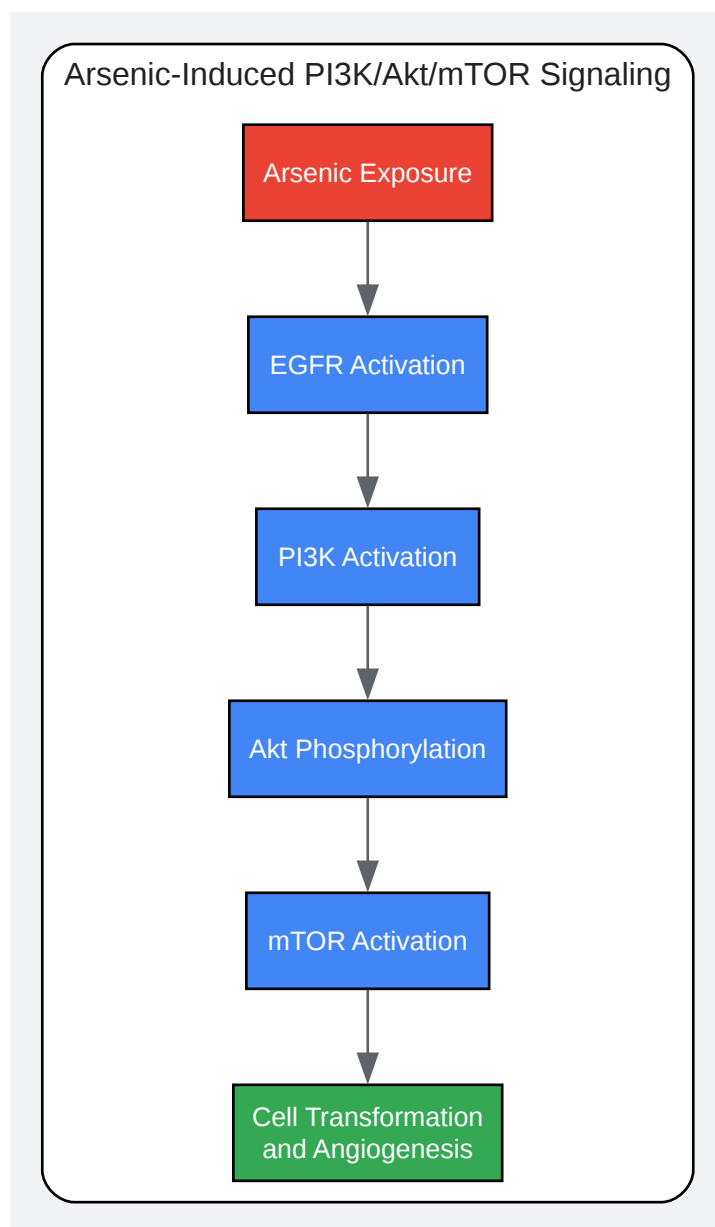 Arsenic-Induced PI3K/Akt/mTOR Signaling
Arsenic Exposure
EGFR Activation
PI3K Activation
Akt Phosphorylation
mTOR Activation
Cell Transformation
and Angiogenesis